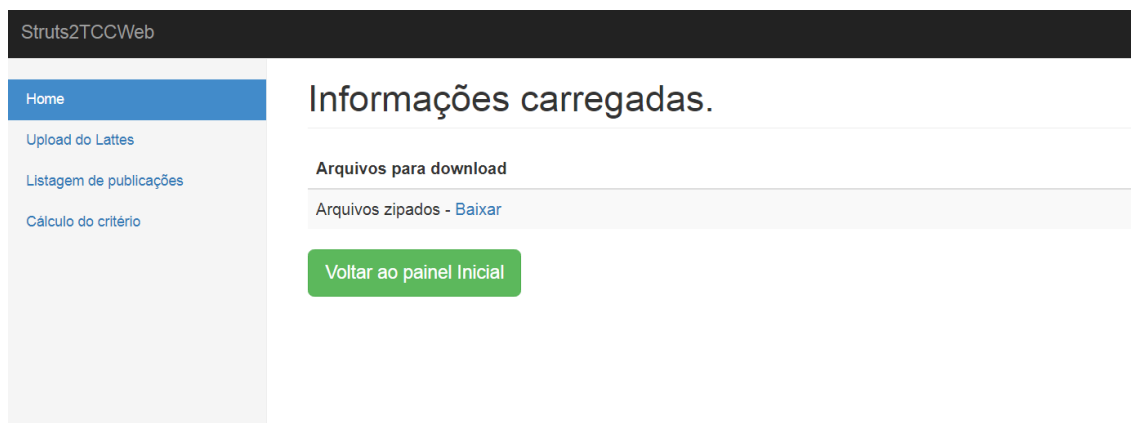 Struts2TCCWeb
Home
Upload do Lattes
Listagem de publicações
Cálculo do critério
Informações carregadas.
Arquivos para download
Arquivos zipados - Baixar
Voltar ao painel Inicial